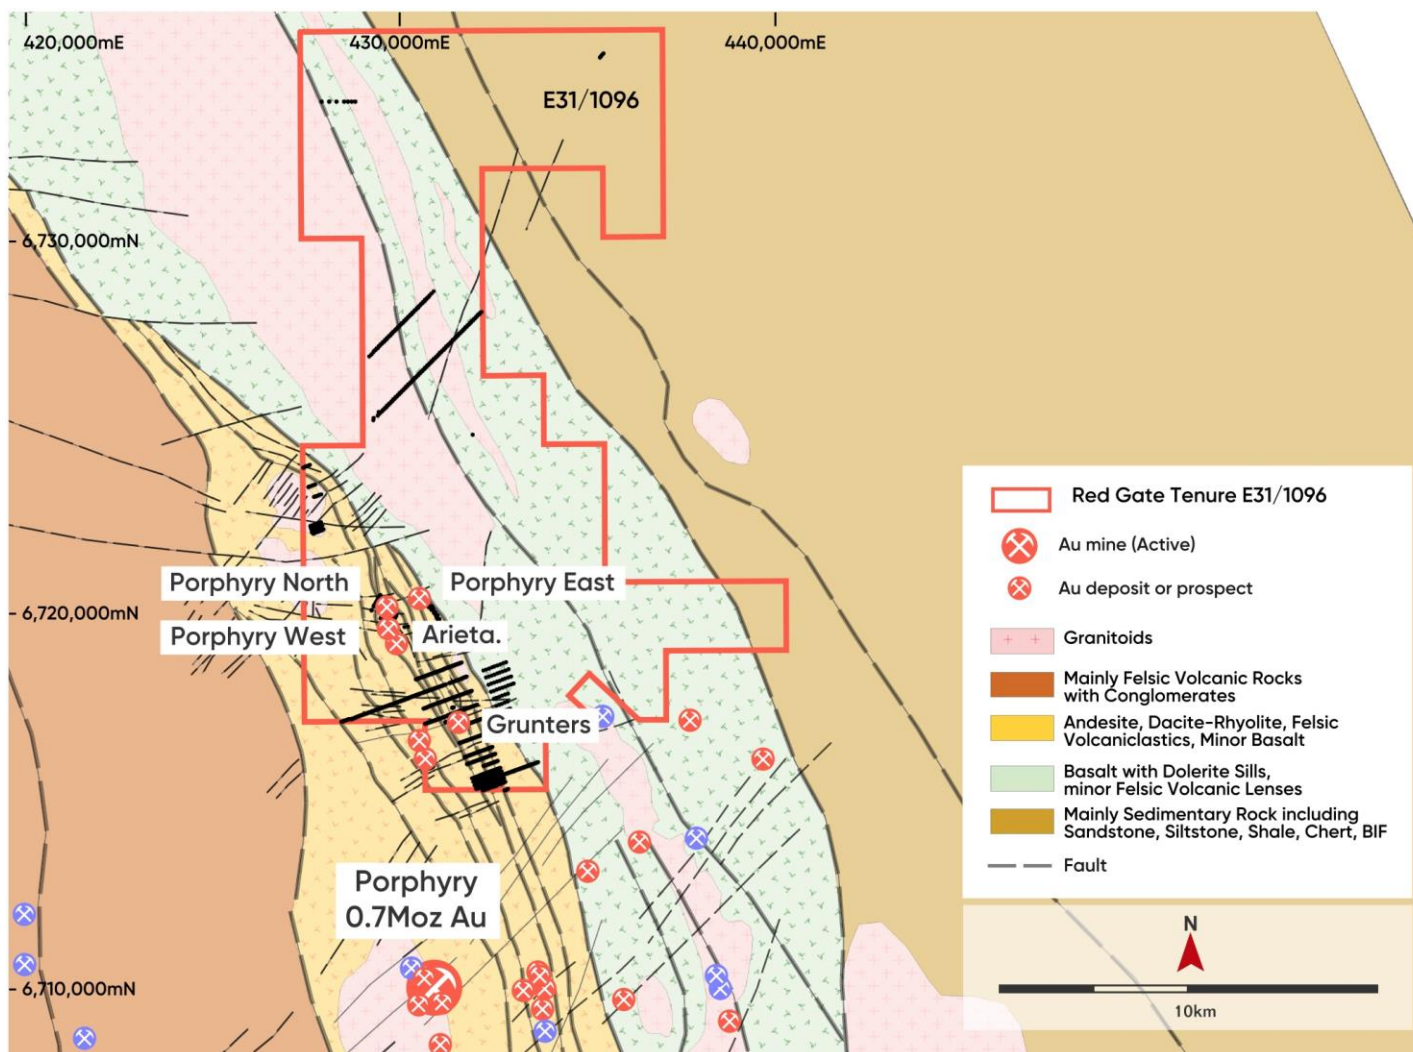 420,000mE
430,000mE
440,000mE
E31/1096
6,730,000mN
Porphyry North
Porphyry East
6,720,000mN
Porphyry West
Arieta.
Grunters
Porphyry
0.7Moz Au
6,710,000mN
Red Gate Tenure E31/1096
Au mine (Active)
Au deposit or prospect
Granitoids
Mainly Felsic Volcanic Rocks
with Conglomerates
Andesite, Dacite-Rhyolite, Felsic
Volcaniclastics, Minor Basalt
Basalt with Dolerite Sills,
minor Felsic Volcanic Lenses
Mainly Sedimentary Rock including
Sandstone, Siltstone, Shale, Chert, BIF
Fault
N
10km